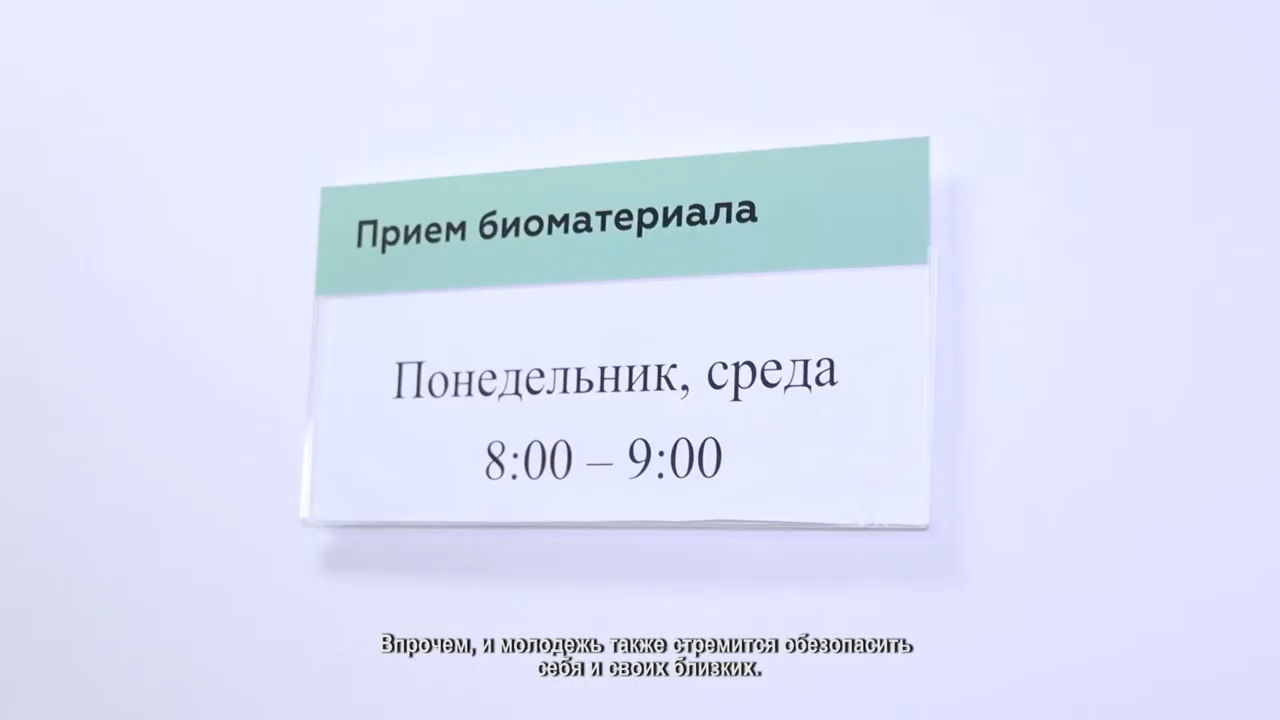 Прием биоматериала
Понедельник, среда
8:00 – 9:00
Впрочем, и молодежь также стремится обезопасить
себя и своих близких.